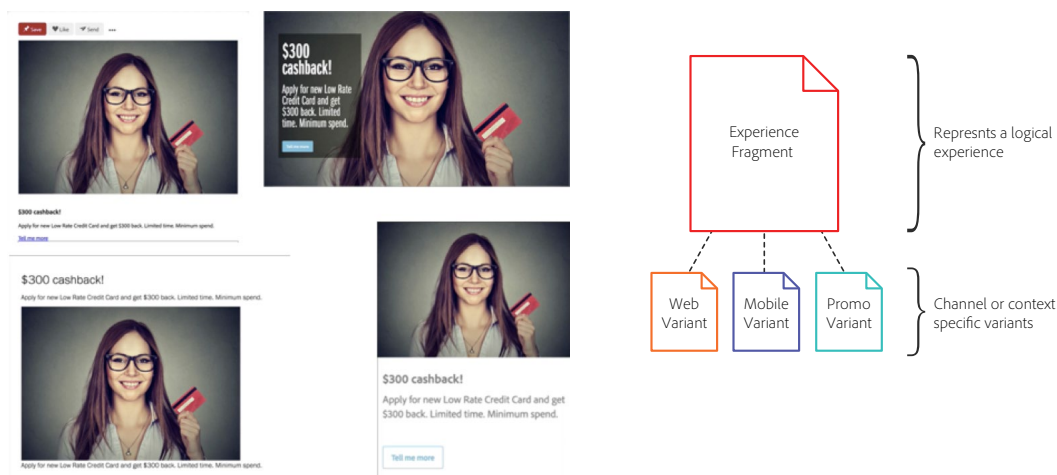 Save Like Send
$300 cashback!
Apply for new Low Rate Credit Card and get $300 back. Limited time. Minimum spend.
Tell me more
$300
cashback!
Apply for new Low Rate
Credit Card and get
$300 back. Limited
time. Minimum spend.
Tell me more
$300 cashback!
Apply for new Low Rate Credit Card and get $300 back. Limited time. Minimum spend.
Apply for new Low Rate Credit Card and get $300 back. Limited time. Minimum spend.
$300 cashback!
Apply for new Low Rate Credit Card and get
$300 back. Limited time. Minimum spend.
Tell me more
Experience
Fragment
Represnts a logical
experience
Web
Variant
Mobile
Variant
Promo
Variant
Channel or context
specific variants